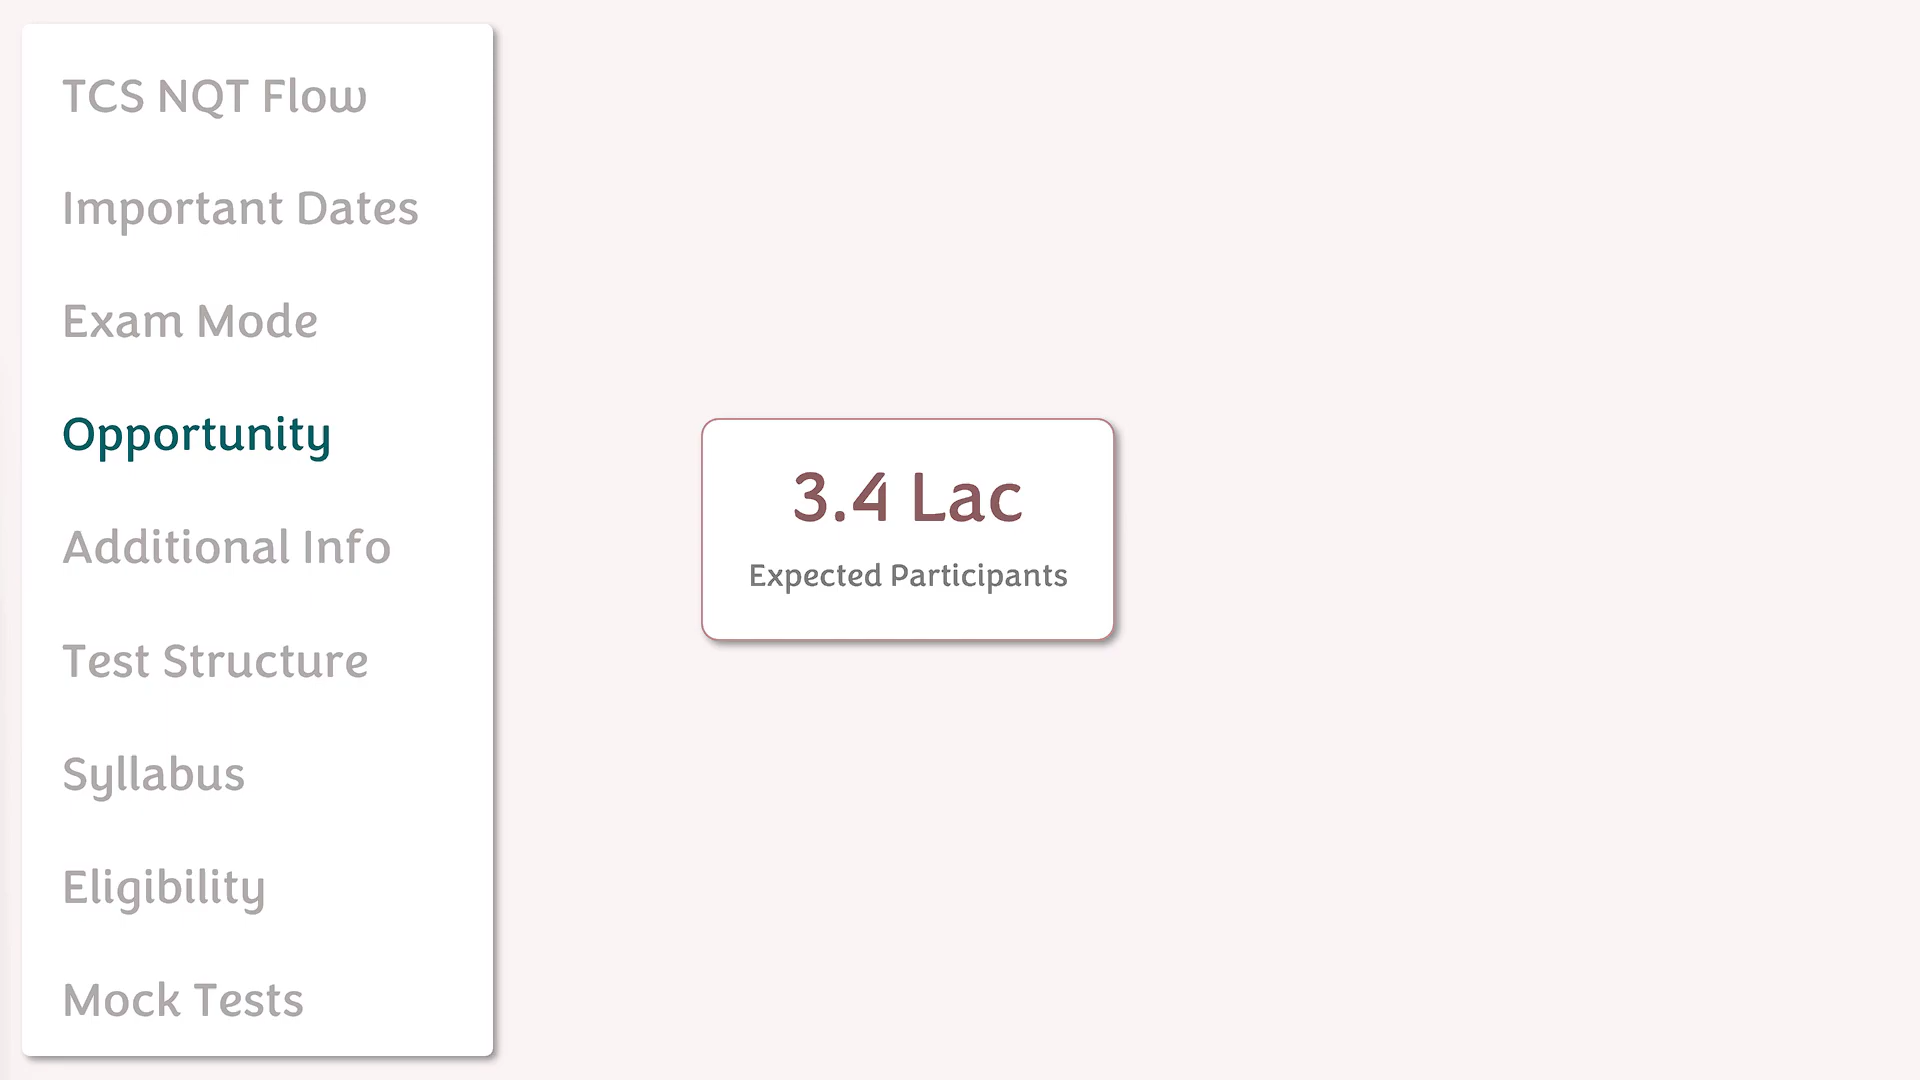 TCS NQT Flow
Important Dates
Exam Mode
Opportunity
Additional Info
Test Structure
Syllabus
Eligibility
Mock Tests
3.4 Lac
Expected Participants